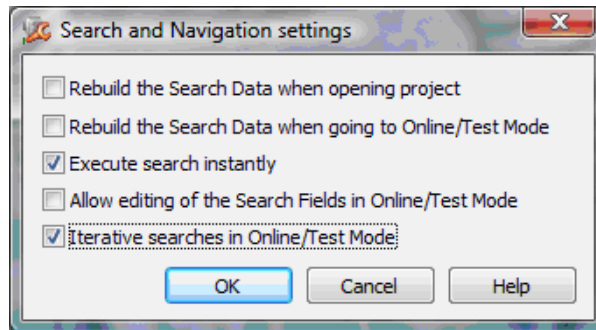 Search and Navigation settings
Rebuild the Search Data when opening project
Rebuild the Search Data when going to Online/Test Mode
Execute search instantly
Allow editing of the Search Fields in Online/Test Mode
Iterative searches in Online/Test Mode
OK Cancel Help